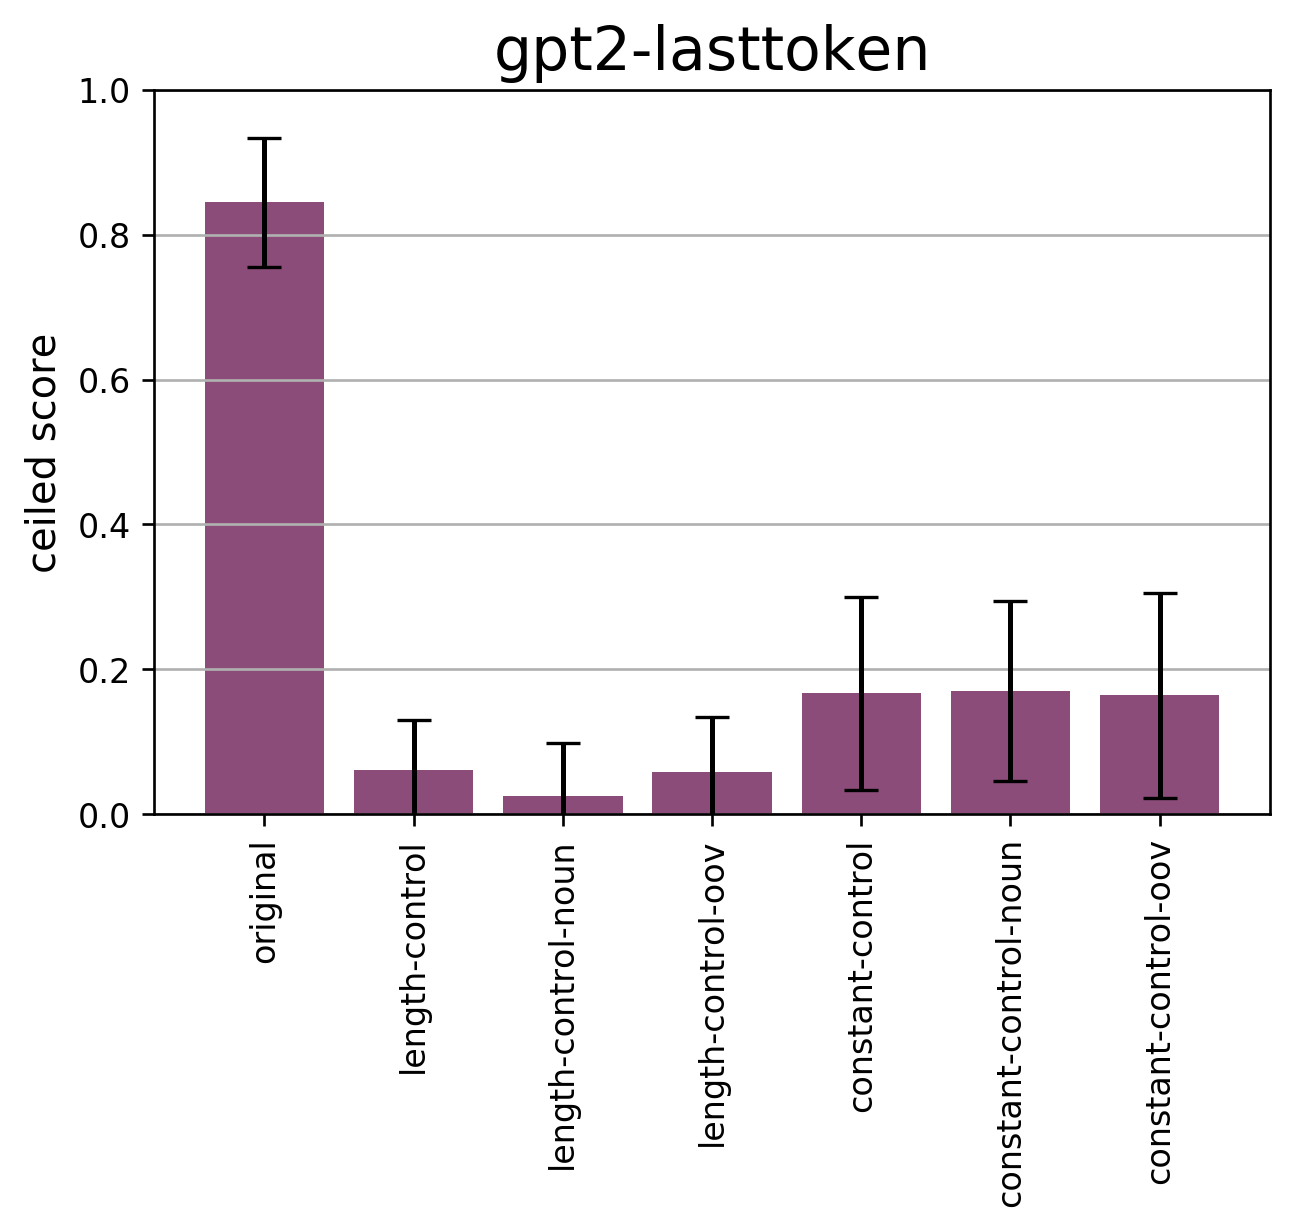 gpt2-lasttoken
1.0
0.8
0.6
0.4
0.2
0.0
ceiled score
original
length-control
length-control-noun
length-control-oov
constant-control
constant-control-noun
constant-control-oov